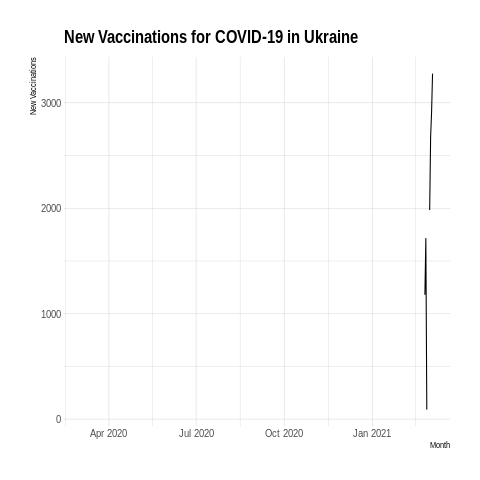 New Vaccinations for COVID-19 in Ukraine
New Vaccinations
3000
2000
1000
0
Apr 2020 Jul 2020 Oct 2020 Jan 2021
Month